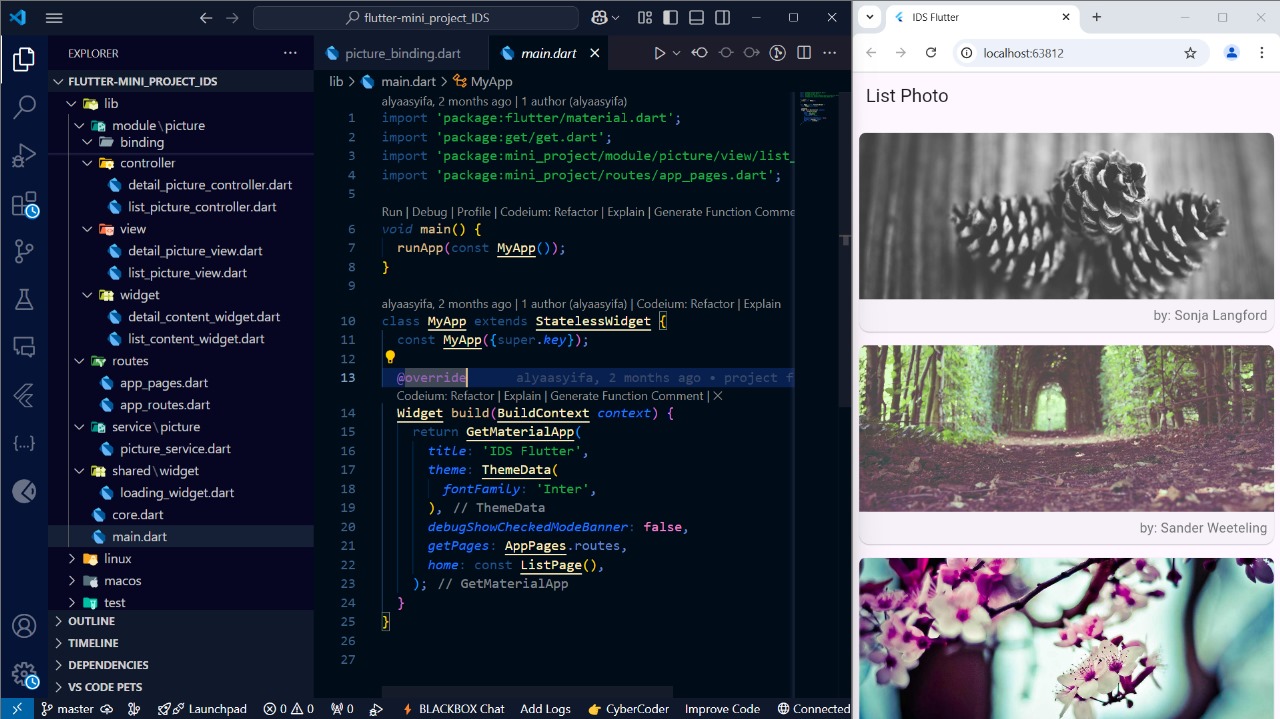 flutter-mini_project_IDS
EXPLORER
FLUTTER-MINI_PROJECT_IDS
lib
module\picture
binding
controller
detail_picture_controller.dart
list_picture_controller.dart
view
detail_picture_view.dart
list_picture_view.dart
widget
detail_content_widget.dart
list_content_widget.dart
routes
app_pages.dart
app_routes.dart
service\picture
picture_service.dart
shared\widget
loading_widget.dart
core.dart
main.dart
linux
macos
test
OUTLINE
TIMELINE
DEPENDENCIES
VS CODE PETS
picture_binding.dart
main.dart
lib > main.dart > MyApp
alyaasyifa, 2 months ago | 1 author (alyaasyifa)
1 import 'package:flutter/material.dart';
2 import 'package:get/get.dart';
3 import 'package:mini_project/module/picture/view/list_
4 import 'package:mini_project/routes/app_pages.dart';
5
Run | Debug | Profile | Codeium: Refactor | Explain | Generate Function Comme
6 void main() {
7 runApp(const MyApp());
8 }
9
alyaasyifa, 2 months ago | 1 author (alyaasyifa) | Codeium: Refactor | Explain
10 class MyApp extends StatelessWidget {
11 const MyApp({super.key});
12
13 @override alyaasyifa, 2 months ago • project f
Codeium: Refactor | Explain | Generate Function Comment | X
14 Widget build(BuildContext context) {
15 return GetMaterialApp(
16 title: 'IDS Flutter',
17 theme: ThemeData(
18 fontFamily: 'Inter',
19 ), // ThemeData
20 debugShowCheckedModeBanner: false,
21 getPages: AppPages.routes,
22 home: const ListPage(),
23 ); // GetMaterialApp
24 }
25 }
26
27
master Launchpad 0 0 0 BLACKBOX Chat Add Logs CyberCoder Improve Code Connected
IDS Flutter
localhost:63812
List Photo
by: Sonja Langford
by: Sander Weeteling